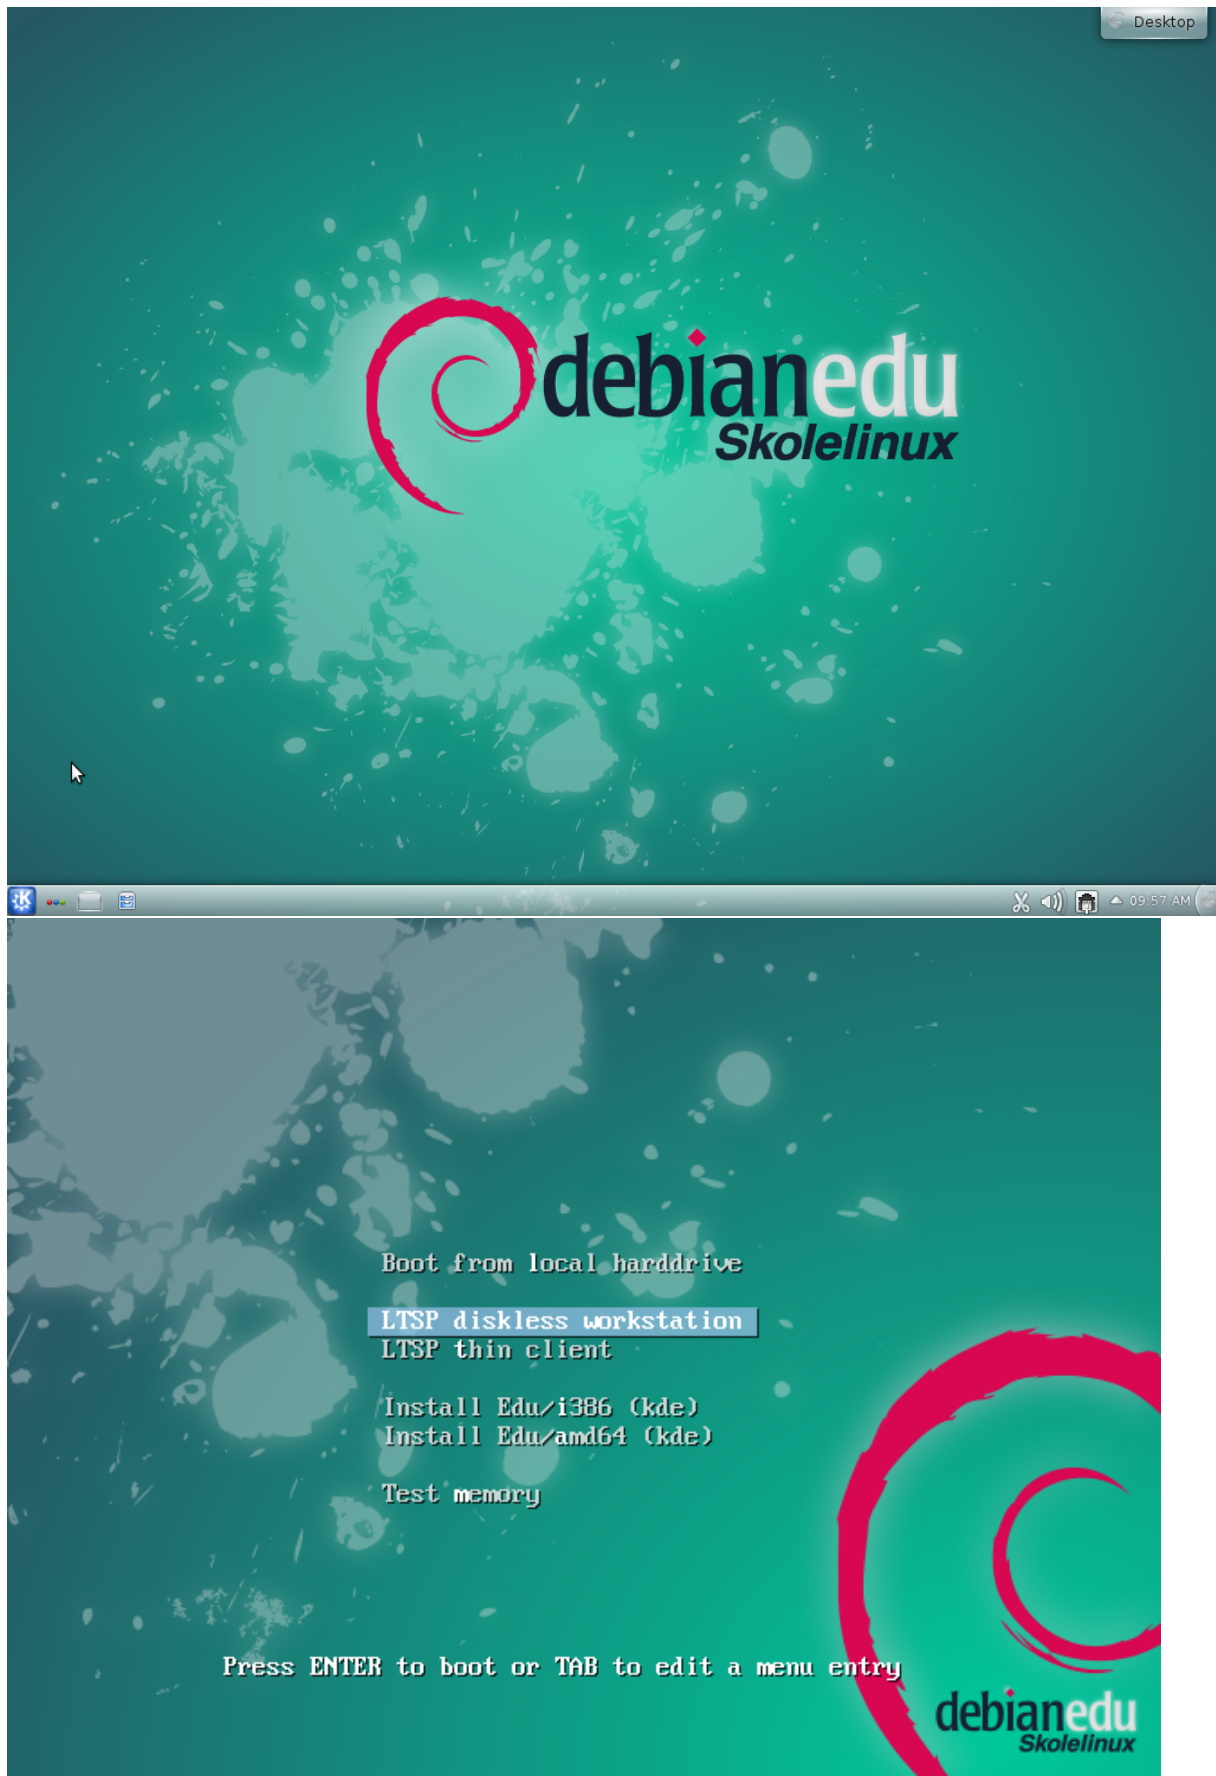 Desktop
debianedu
Skolelinux
09:57 AM
Boot from local harddrive
LTSP diskless workstation
LTSP thin client
Install Edu/i386 (kde)
Install Edu/amd64 (kde)
Test memory
Press ENTER to boot or TAB to edit a menu entry
debianedu
Skolelinux